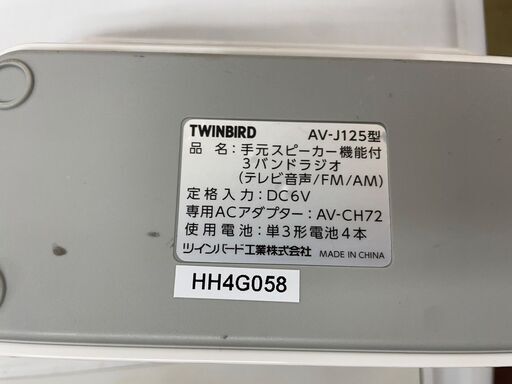 TWINBIRD AV-J125型
品名:手元スピーカー機能付
3バンドラジオ
(テレビ音声/FM/AM)
定格入力:DC6V
専用ACアダプター:AV-CH72
使用電池:単3形電池4本
ツインバード工業株式会社 MADE IN CHINA
HH4G058